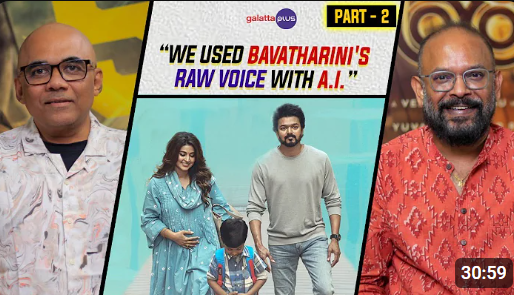 galatta plus
PART - 2
"WE USED BAVATHARINI'S
RAW VOICE WITH A.I."
30:59